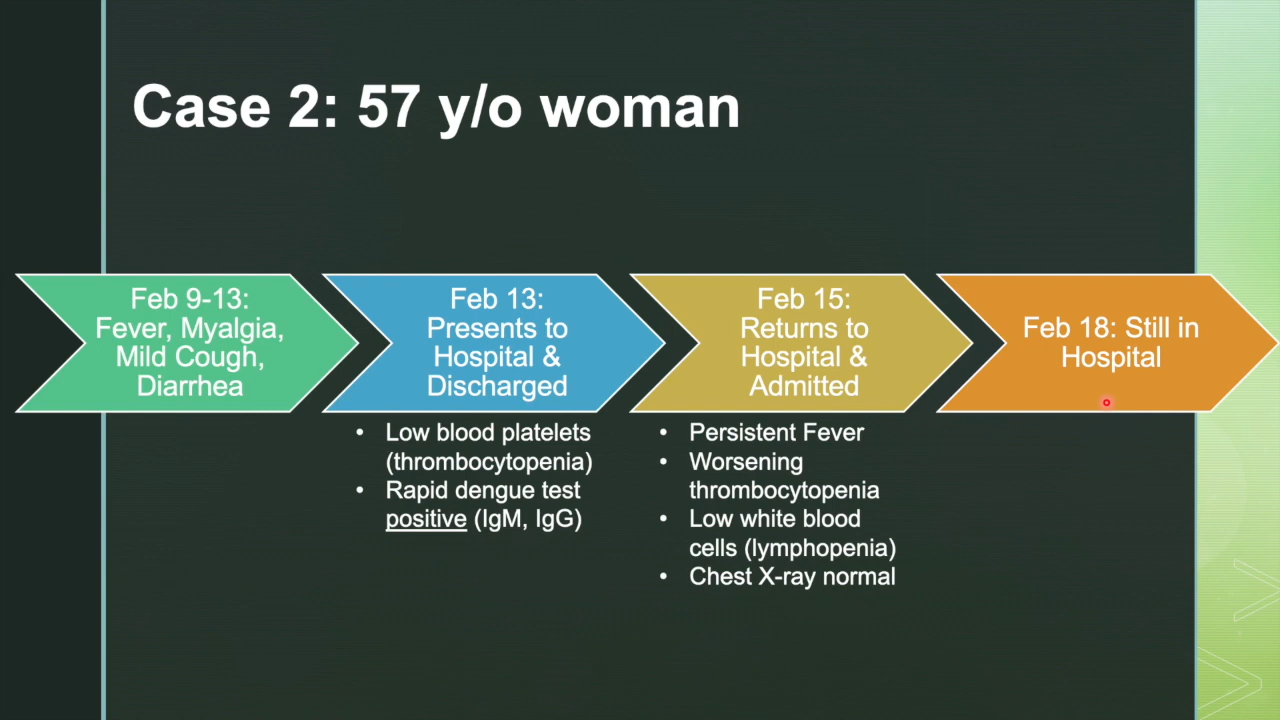 Case 2: 57 y/o woman
Feb 9-13:
Fever, Myalgia,
Mild Cough,
Diarrhea
Feb 13:
Presents to
Hospital &
Discharged
• Low blood platelets
(thrombocytopenia)
• Rapid dengue test
positive (IgM, IgG)
Feb 15:
Returns to
Hospital &
Admitted
• Persistent Fever
• Worsening
thrombocytopenia
• Low white blood
cells (lymphopenia)
• Chest X-ray normal
Feb 18: Still in
Hospital